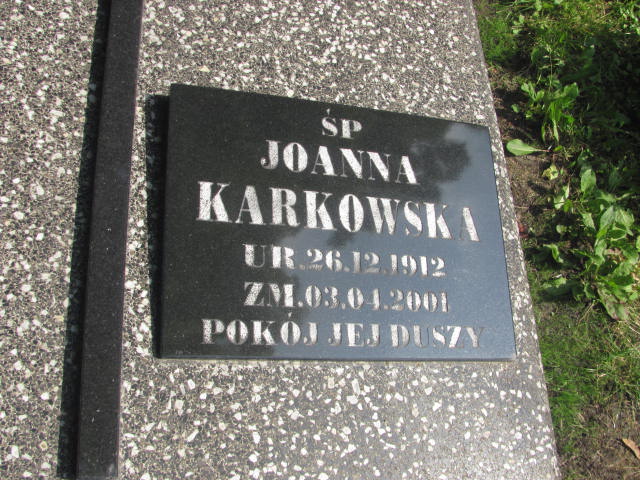 ŚP
JOANNA
KARKOWSKA
UR.26.12.1912
ZM.03.04.2001
POKÓJ JEJ DUSZY